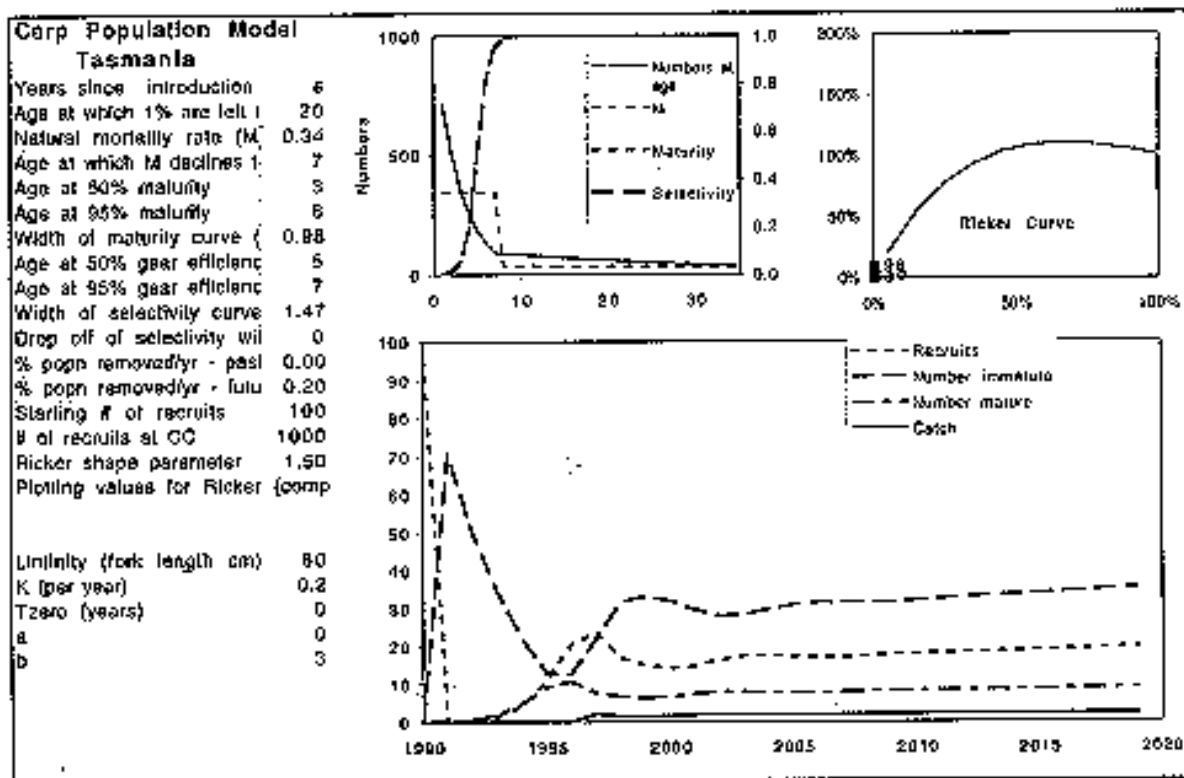 Carp Population Model
Tasmania
Years since introduction 6
Age at which 1% are left 20
Natural mortality rate (M 0.34
Age at which M declines t 7
Age at 50% maturity 3
Age at 95% maturity 6
Width of maturity curve ( 0.98
Age at 50% gear efficienc 5
Age at 95% gear efficienc 7
Width of selectivity curve 1.47
Drop off of selectivity wil 0
% popn removed/yr - past 0.00
% popn removed/yr - futu 0.20
Starting # of recruits 100
# of recruits at CC 1000
Ricker shape parameter 1.50
Plotting values for Ricker (comp
Linfinity (fork length cm) 80
K (per year) 0.2
Tzero (years) 0
a 0
b 3
Numbers
1000
500
0
0 10 20 30
1.0
0.8
0.6
0.4
0.2
0.0
Numbers at age
M
Maturity
Selectivity
200%
150%
100%
50%
0%
0% 50% 100%
Ricker Curve
100
90
80
70
60
50
40
30
20
10
0
1990 1995 2000 2005 2010 2015 2020
Recruits
Number immature
Number mature
Catch